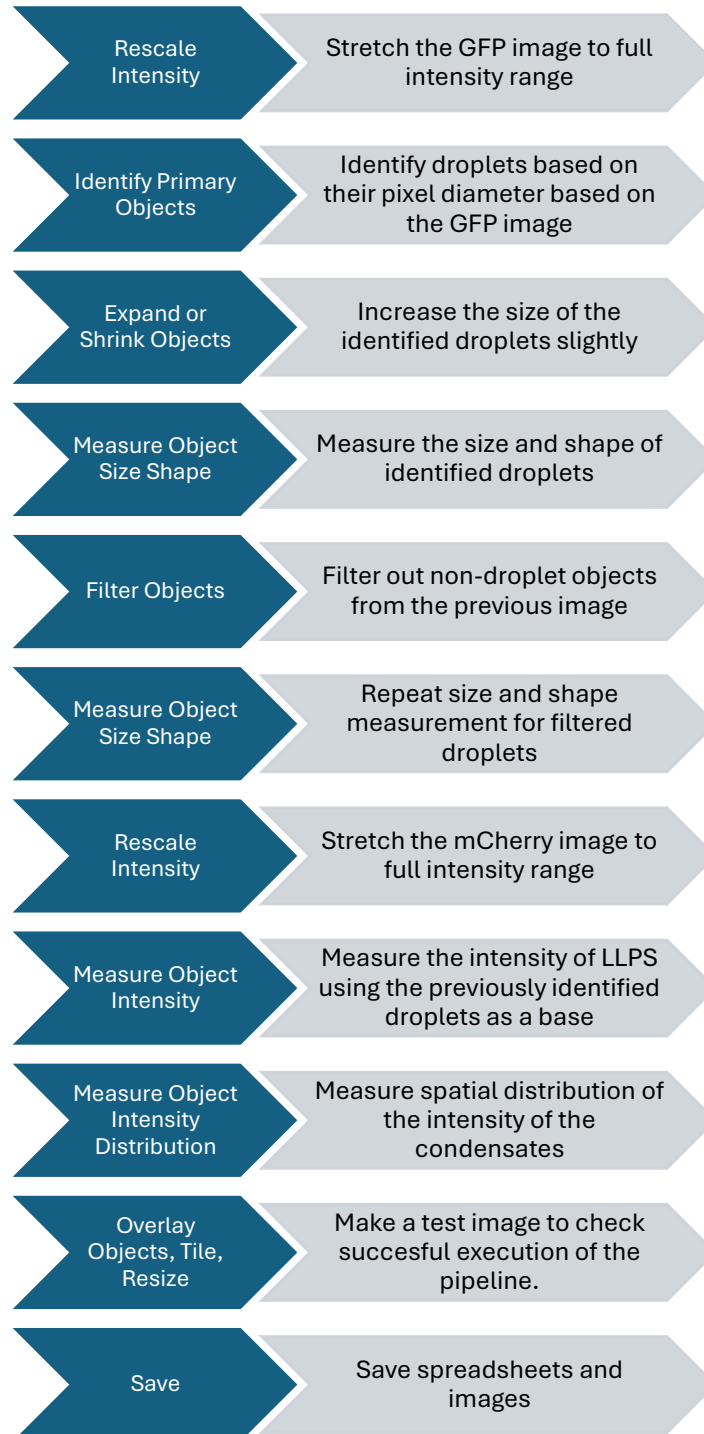 Rescale
Intensity
Stretch the GFP image to full
intensity range
Identify Primary
Objects
Identify droplets based on
their pixel diameter based on
the GFP image
Expand or
Shrink Objects
Increase the size of the
identified droplets slightly
Measure Object
Size Shape
Measure the size and shape of
identified droplets
Filter Objects
Filter out non-droplet objects
from the previous image
Measure Object
Size Shape
Repeat size and shape
measurement for filtered
droplets
Rescale
Intensity
Stretch the mCherry image to
full intensity range
Measure Object
Intensity
Measure the intensity of LLPS
using the previously identified
droplets as a base
Measure Object
Intensity
Distribution
Measure spatial distribution of
the intensity of the
condensates
Overlay
Objects, Tile,
Resize
Make a test image to check
succesful execution of the
pipeline.
Save
Save spreadsheets and
images